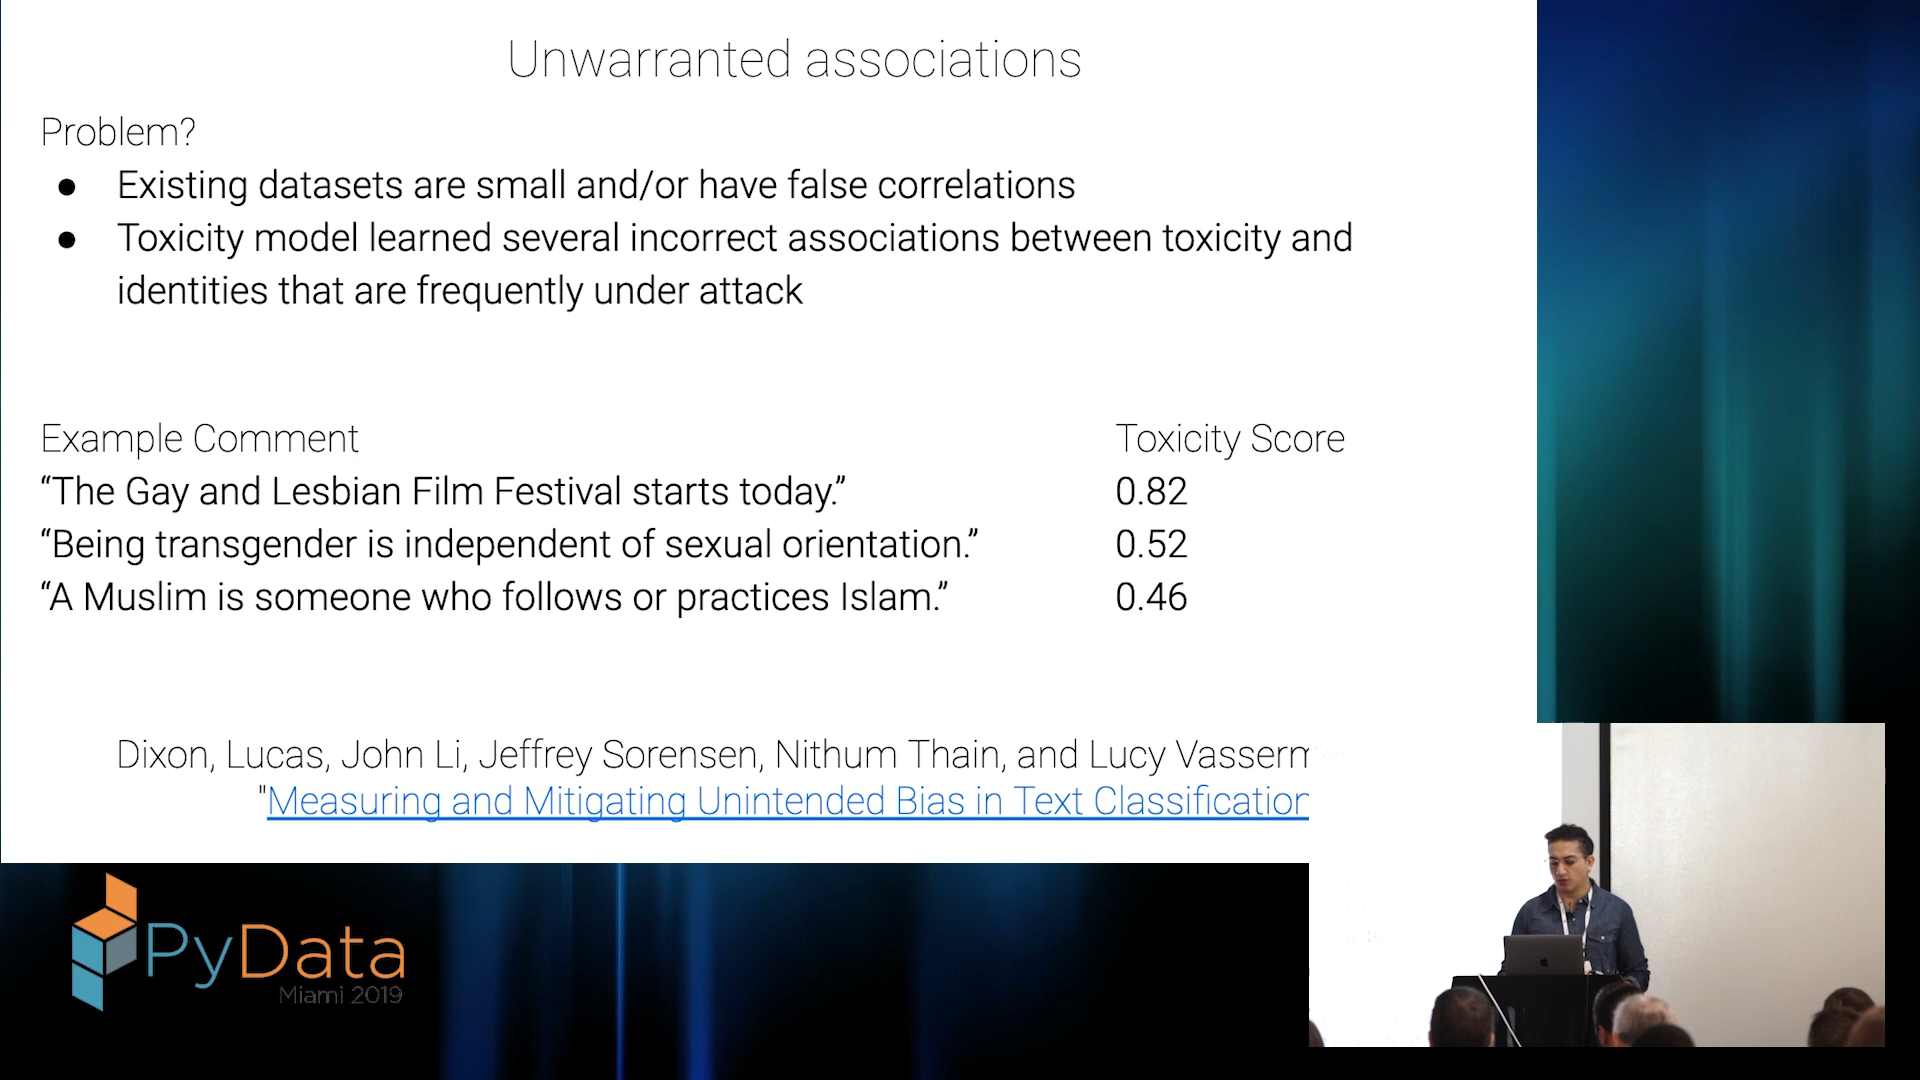 Unwarranted associations
Problem?
● Existing datasets are small and/or have false correlations
● Toxicity model learned several incorrect associations between toxicity and
identities that are frequently under attack
Example Comment Toxicity Score
“The Gay and Lesbian Film Festival starts today.” 0.82
“Being transgender is independent of sexual orientation.” 0.52
“A Muslim is someone who follows or practices Islam.” 0.46
Dixon, Lucas, John Li, Jeffrey Sorensen, Nithum Thain, and Lucy
"Measuring and Mitigating Unintended Bias in Text Classification
PyData
Miami 2019